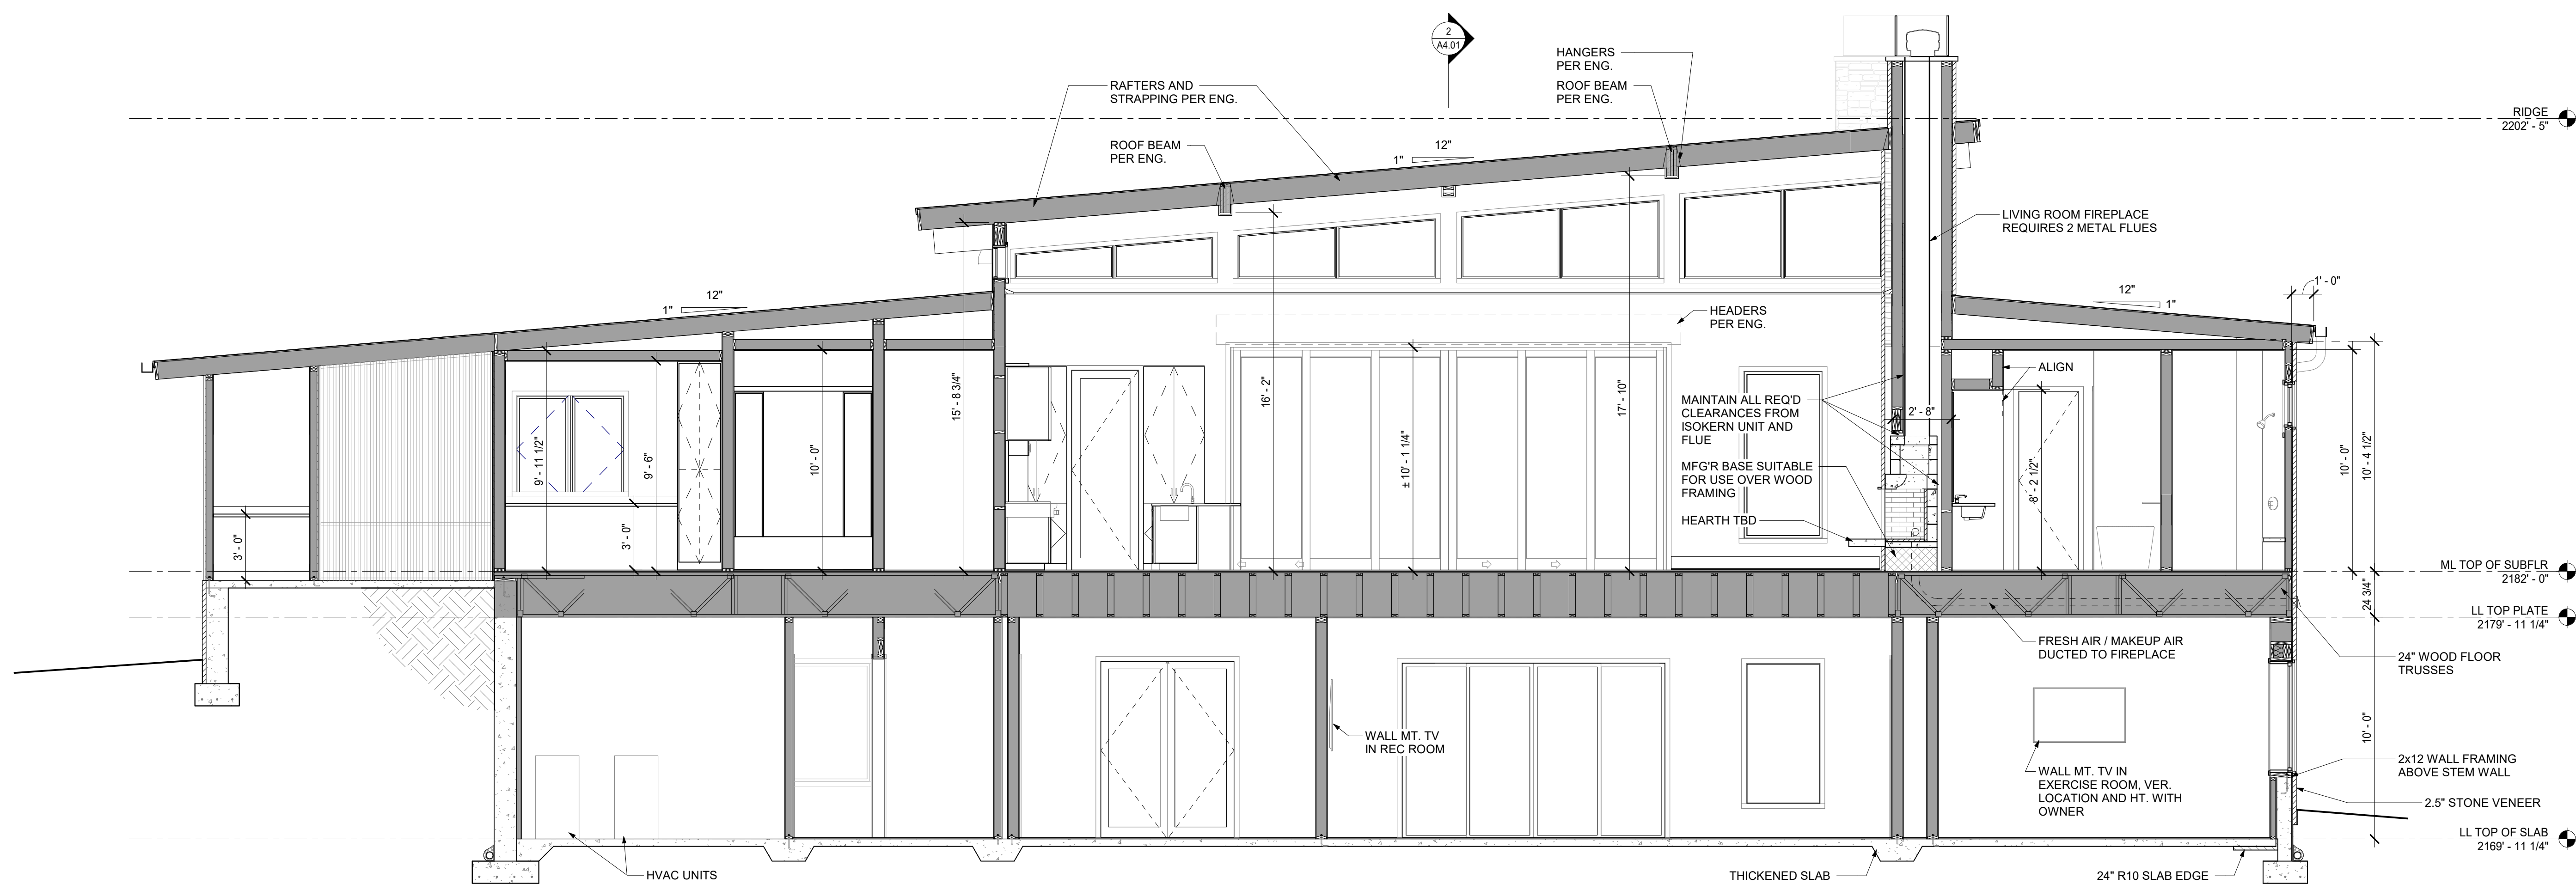 2
A4.01
HANGERS
PER ENG.
RAFTERS AND
STRAPPING PER ENG.
ROOF BEAM
PER ENG.
RIDGE
2202' - 5"
ROOF BEAM
PER ENG.
12"
1"
LIVING ROOM FIREPLACE
REQUIRES 2 METAL FLUES
12"
1"
12"
1"
1' - 0"
HEADERS
PER ENG.
ALIGN
MAINTAIN ALL REQ'D
CLEARANCES FROM
ISOKERN UNIT AND
FLUE
2' - 8"
15' - 8 3/4"
16' - 2"
17' - 10"
9' - 11 1/2"
9' - 6"
10' - 0"
± 10' - 1 1/4"
8' - 2 1/2"
10' - 0"
10' - 4 1/2"
MFG'R BASE SUITABLE
FOR USE OVER WOOD
FRAMING
HEARTH TBD
3' - 0"
3' - 0"
ML TOP OF SUBFLR
2182' - 0"
24 3/4"
LL TOP PLATE
2179' - 11 1/4"
FRESH AIR / MAKEUP AIR
DUCTED TO FIREPLACE
24" WOOD FLOOR
TRUSSES
WALL MT. TV
IN REC ROOM
10' - 0"
WALL MT. TV IN
EXERCISE ROOM, VER.
LOCATION AND HT. WITH
OWNER
2x12 WALL FRAMING
ABOVE STEM WALL
2.5" STONE VENEER
LL TOP OF SLAB
2169' - 11 1/4"
HVAC UNITS
THICKENED SLAB
24" R10 SLAB EDGE